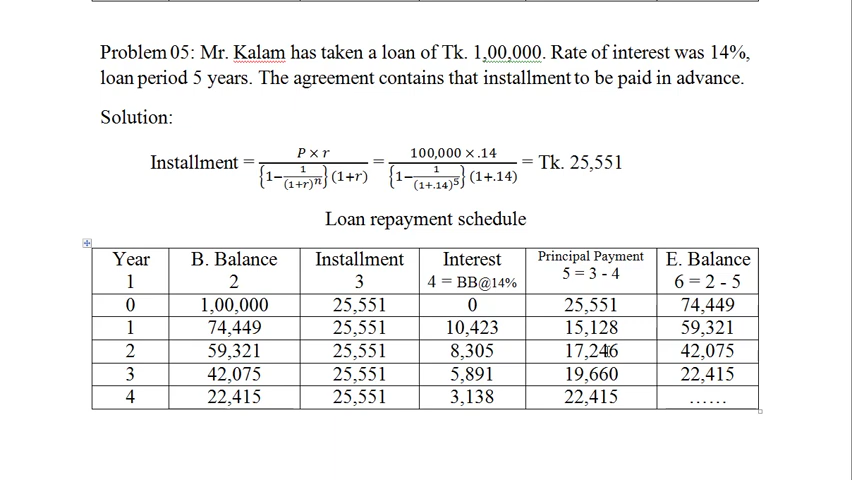 Problem 05: Mr. Kalam has taken a loan of Tk. 1,00,000. Rate of interest was 14%,
loan period 5 years. The agreement contains that installment to be paid in advance.
Solution:
Installment = P × r / {1− 1/(1+r)^n} (1+r) = 100,000 × .14 / {1− 1/(1+.14)^5} (1+.14) = Tk. 25,551
Loan repayment schedule
Year B. Balance Installment Interest Principal Payment E. Balance
1 2 3 4 = BB@14% 5 = 3 - 4 6 = 2 - 5
0 1,00,000 25,551 0 25,551 74,449
1 74,449 25,551 10,423 15,128 59,321
2 59,321 25,551 8,305 17,246 42,075
3 42,075 25,551 5,891 19,660 22,415
4 22,415 25,551 3,138 22,415 ......